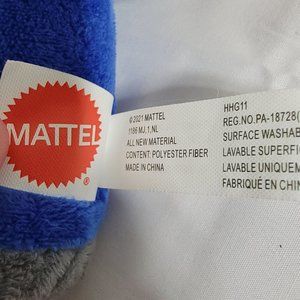 MATTEL
®
© 2021 MATTEL
1186 MJ,1,NL
ALL NEW MATERIAL
CONTENT: POLYESTER FIBER
MADE IN CHINA
HHG11
REG.NO.PA-18728(
SURFACE WASHAB
LAVABLE SUPERFI
LAVABLE UNIQUEM
FABRIQUÉ EN CHIN